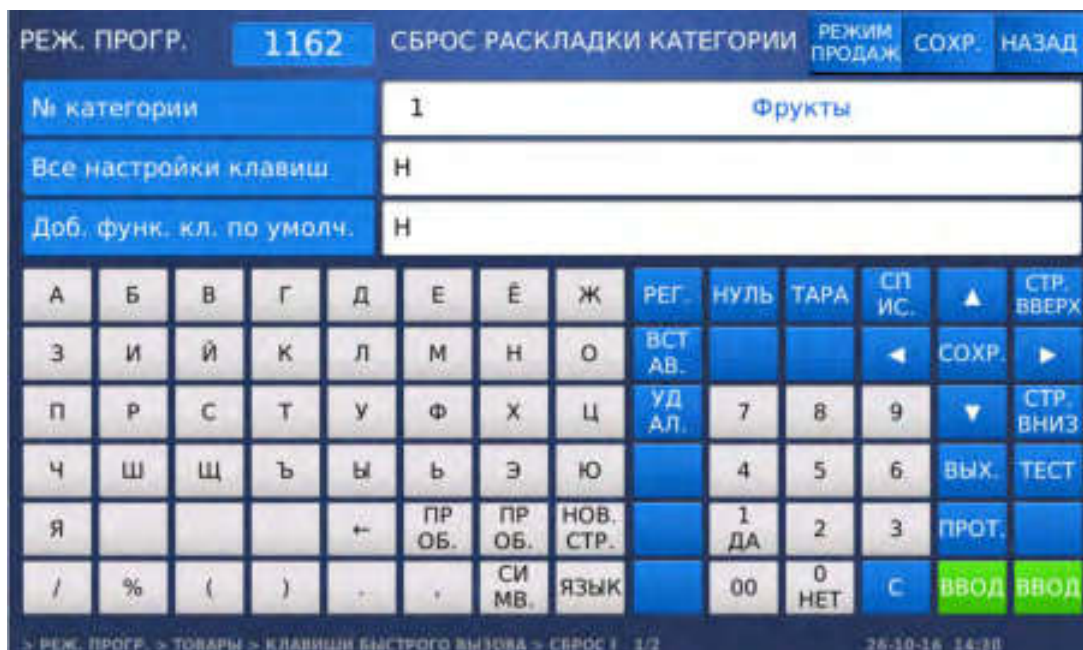 РЕЖ. ПРОГР. 1162 СБРОС РАСКЛАДКИ КАТЕГОРИИ РЕЖИМ ПРОДАЖ СОХР. НАЗАД
№ категории 1 Фрукты
Все настройки клавиш Н
Доб. функ. кл. по умолч. Н
А Б В Г Д Е Ё Ж РЕГ. НУЛЬ ТАРА СП ИС. ▲ СТР. ВВЕРХ
З И Й К Л М Н О ВСТ АВ. ◄ СОХР. ►
П Р С Т У Ф Х Ц УД АЛ. 7 8 9 ▼ СТР. ВНИЗ
Ч Ш Щ Ъ Ы Ь Э Ю 4 5 6 ВЫХ. ТЕСТ
Я ← ПР ОБ. ПР ОБ. НОВ. СТР. 1 ДА 2 3 ПРОТ.
/ % ( ) . , СИ МВ. ЯЗЫК 00 0 НЕТ С ВВОД ВВОД
> РЕЖ. ПРОГР. > ТОВАРЫ > КЛАВИШИ БЫСТРОГО ВЫЗОВА > СБРОС 1/2 26-10-16 14:30